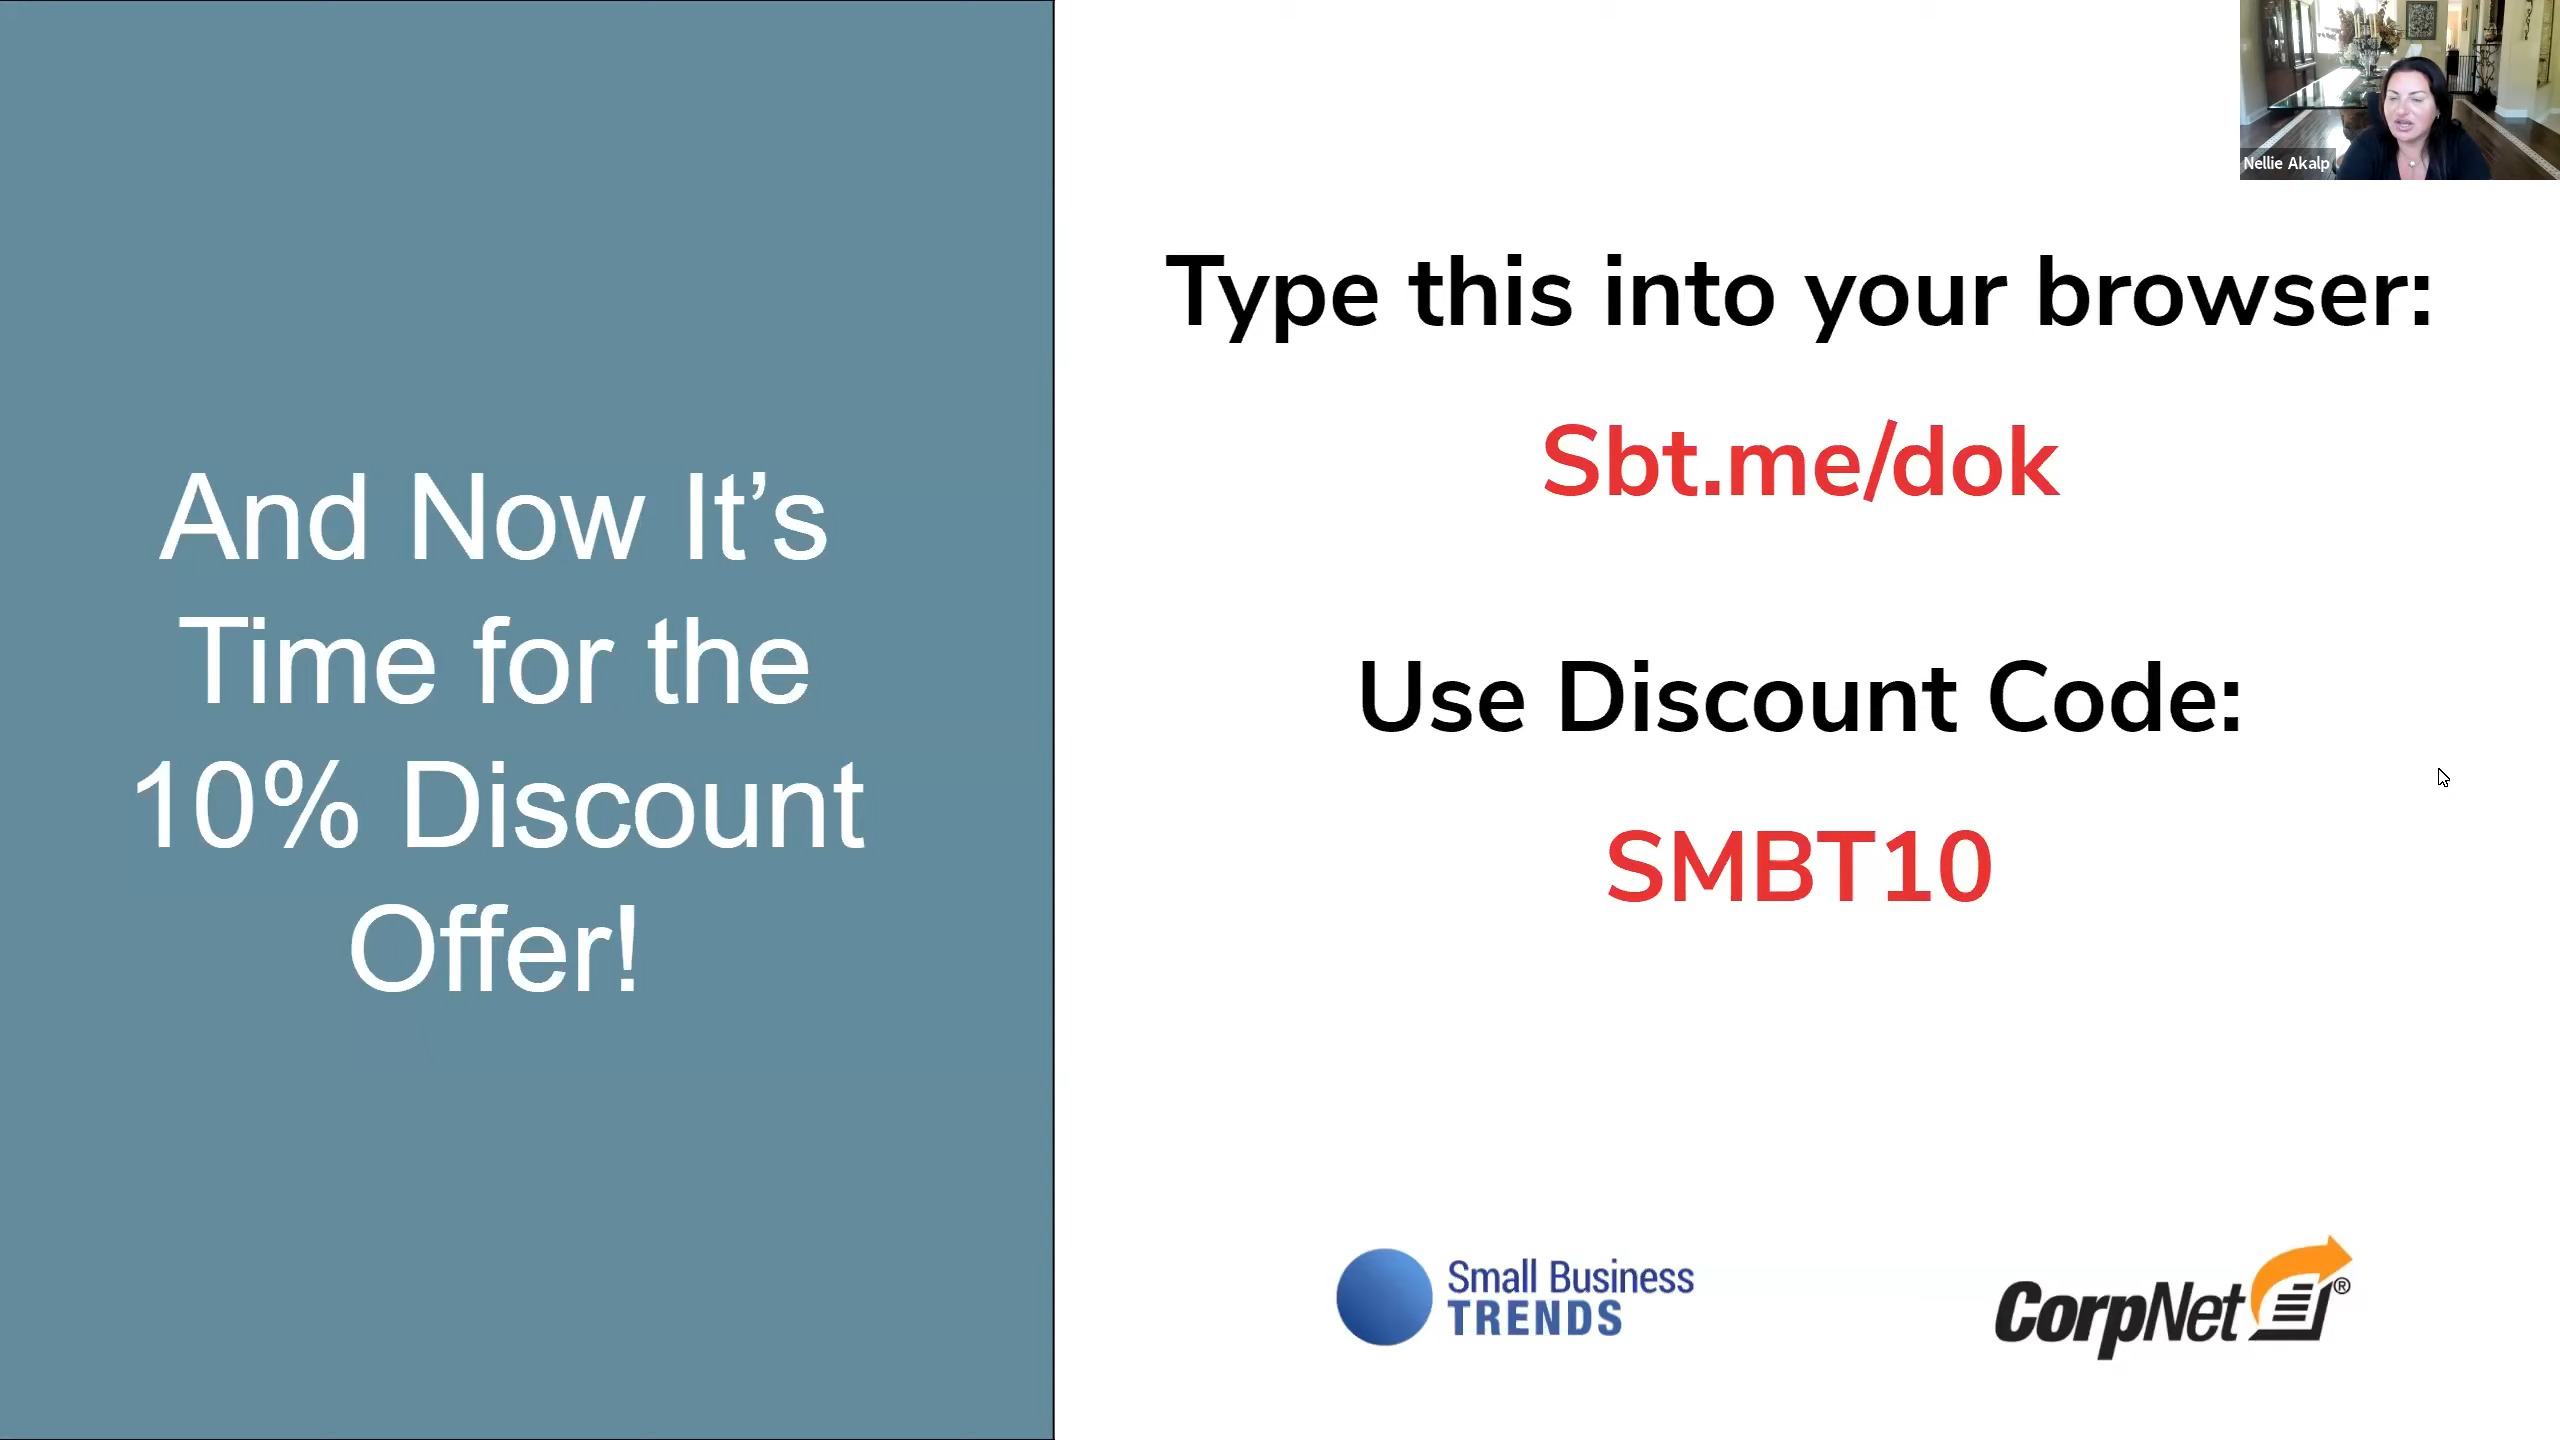 And Now It’s
Time for the
10% Discount
Offer!
Type this into your browser:
Sbt.me/dok
Use Discount Code:
SMBT10
Small Business
TRENDS
CorpNet®
Nellie Akalp